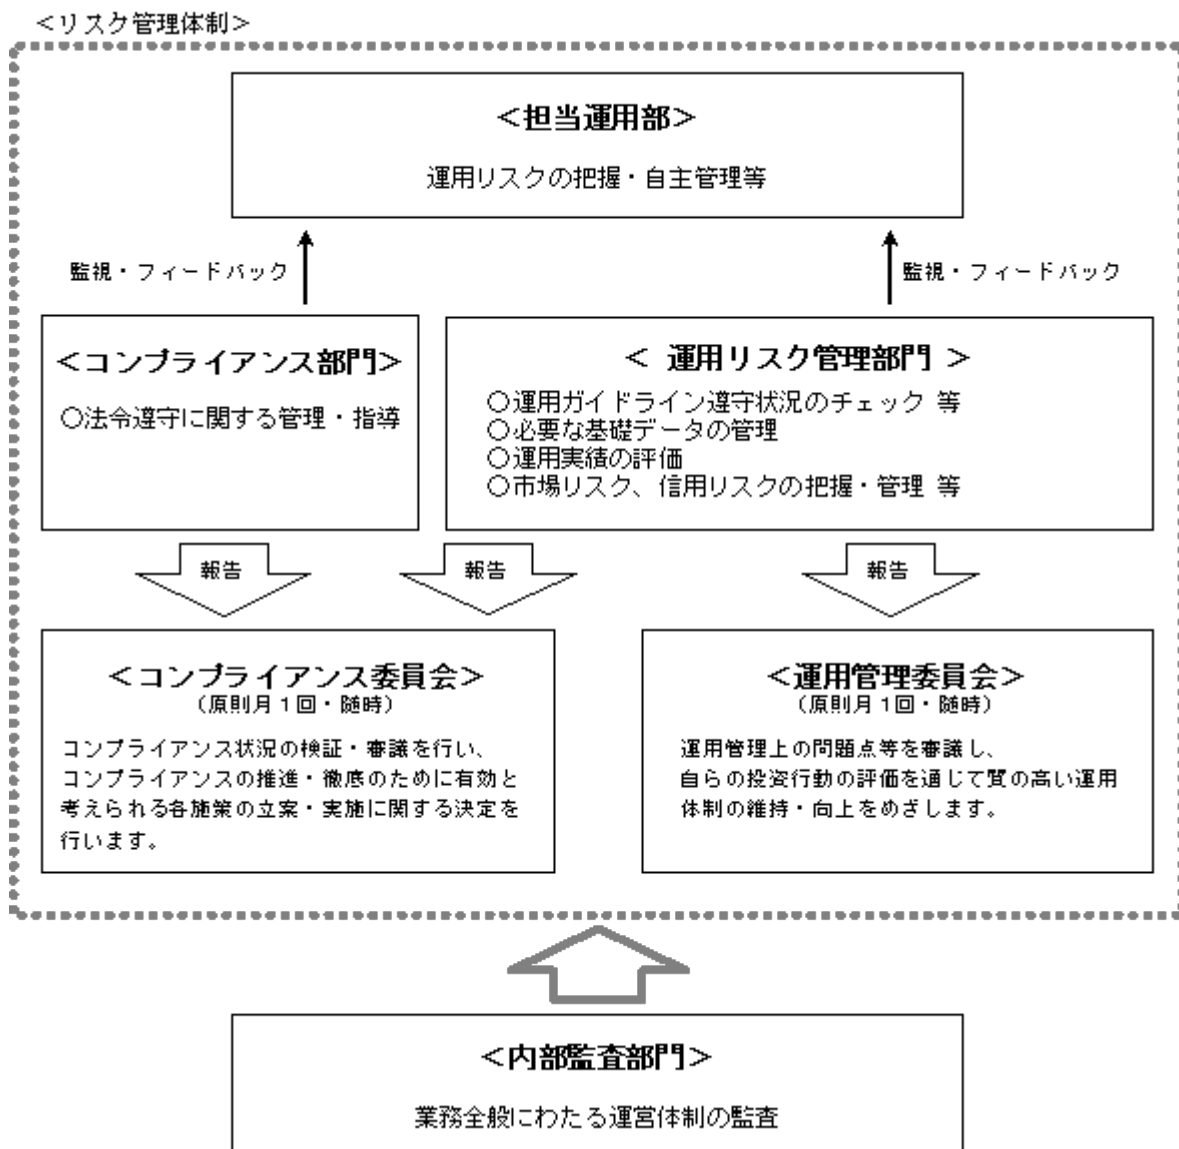 ＜リスク管理体制＞
＜担当運用部＞
運用リスクの把握・自主管理等
監視・フィードバック
監視・フィードバック
＜コンプライアンス部門＞
○法令遵守に関する管理・指導
＜ 運用リスク管理部門 ＞
○運用ガイドライン遵守状況のチェック 等
○必要な基礎データの管理
○運用実績の評価
○市場リスク、信用リスクの把握・管理 等
報告
報告
報告
＜コンプライアンス委員会＞
（原則月１回・随時）
コンプライアンス状況の検証・審議を行い、
コンプライアンスの推進・徹底のために有効と
考えられる各施策の立案・実施に関する決定を
行います。
＜運用管理委員会＞
（原則月１回・随時）
運用管理上の問題点等を審議し、
自らの投資行動の評価を通じて質の高い運用
体制の維持・向上をめざします。
＜内部監査部門＞
業務全般にわたる運営体制の監査